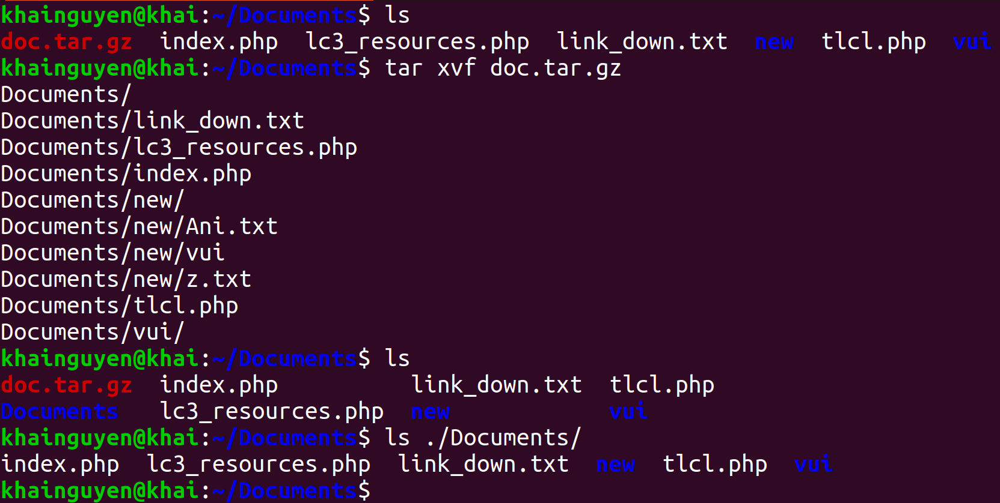 khainguyen@khai:~/Documents$ ls
doc.tar.gz  index.php  lc3_resources.php  link_down.txt  new  tlcl.php  vui
khainguyen@khai:~/Documents$ tar xvf doc.tar.gz
Documents/
Documents/link_down.txt
Documents/lc3_resources.php
Documents/index.php
Documents/new/
Documents/new/Ani.txt
Documents/new/vui
Documents/new/z.txt
Documents/tlcl.php
Documents/vui/
khainguyen@khai:~/Documents$ ls
doc.tar.gz  index.php          link_down.txt  tlcl.php
Documents   lc3_resources.php  new            vui
khainguyen@khai:~/Documents$ ls ./Documents/
index.php  lc3_resources.php  link_down.txt  new  tlcl.php  vui
khainguyen@khai:~/Documents$